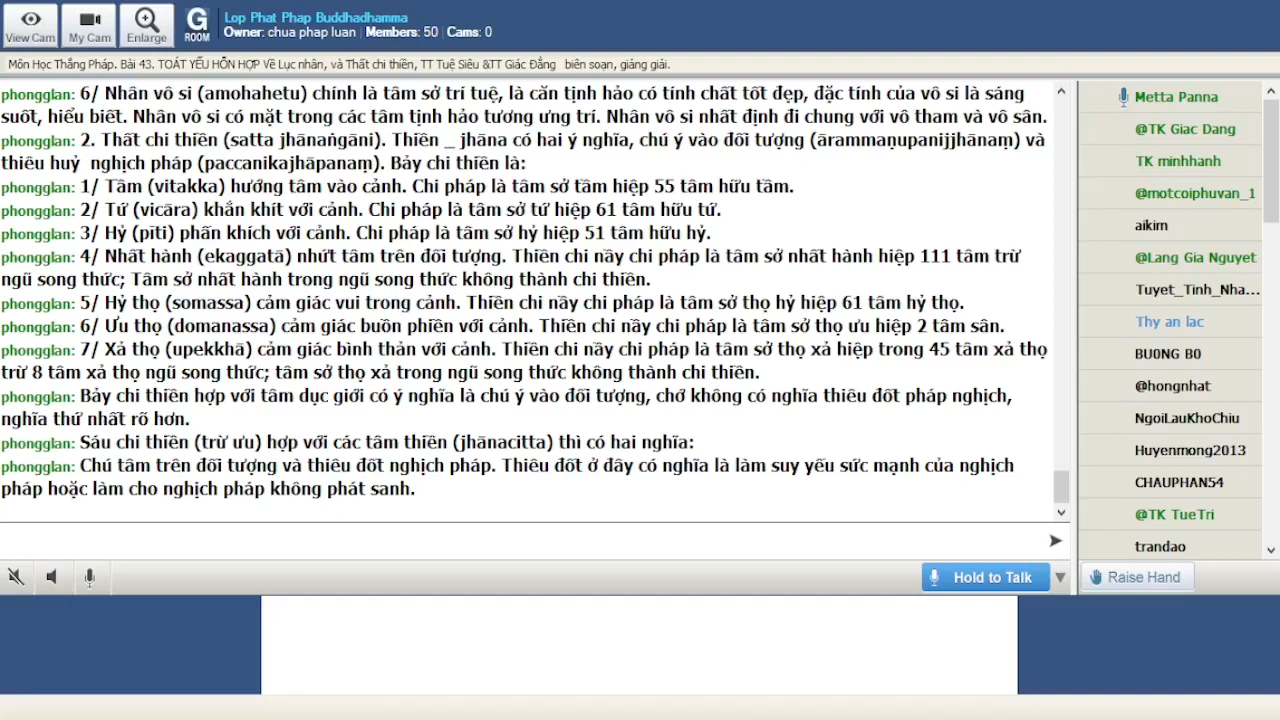 View Cam
My Cam
Enlarge
G
ROOM
Lop Phat Phap Buddhadhamma
Owner: chua phap luan | Members: 50 | Cams: 0
Môn Học Thắng Pháp. Bài 43. TOÁT YẾU HỖN HỢP Về Lục nhân, và Thất chi thiền, TT Tuệ Siêu &TT Giác Đẳng biên soạn, giảng giải.
phongglan: 6/ Nhân vô si (amohahetu) chính là tâm sở trí tuệ, là căn tịnh hảo có tính chất tốt đẹp, đặc tính của vô si là sáng
suốt, hiểu biết. Nhân vô si có mặt trong các tâm tịnh hảo tương ưng trí. Nhân vô si nhất định đi chung với vô tham và vô sân.
phongglan: 2. Thất chi thiền (satta jhānaṅgāni). Thiền _ jhāna có hai ý nghĩa, chú ý vào đối tượng (ārammaṇupanijjhānaṃ) và
thiêu huỷ nghịch pháp (paccanikajhāpanaṃ). Bảy chi thiền là:
phongglan: 1/ Tầm (vitakka) hướng tâm vào cảnh. Chi pháp là tâm sở tầm hiệp 55 tâm hữu tầm.
phongglan: 2/ Tứ (vicāra) khắn khít với cảnh. Chi pháp là tâm sở tứ hiệp 61 tâm hữu tứ.
phongglan: 3/ Hỷ (pīti) phấn khích với cảnh. Chi pháp là tâm sở hỷ hiệp 51 tâm hữu hỷ.
phongglan: 4/ Nhất hành (ekaggatā) nhứt tâm trên đối tượng. Thiền chi nầy chi pháp là tâm sở nhất hành hiệp 111 tâm trừ
ngũ song thức; Tâm sở nhất hành trong ngũ song thức không thành chi thiền.
phongglan: 5/ Hỷ thọ (somassa) cảm giác vui trong cảnh. Thiền chi nầy chi pháp là tâm sở thọ hỷ hiệp 61 tâm hỷ thọ.
phongglan: 6/ Ưu thọ (domanassa) cảm giác buồn phiền với cảnh. Thiền chi nầy chi pháp là tâm sở thọ ưu hiệp 2 tâm sân.
phongglan: 7/ Xả thọ (upekkhā) cảm giác bình thản với cảnh. Thiền chi nầy chi pháp là tâm sở thọ xả hiệp trong 45 tâm xả thọ
trừ 8 tâm xả thọ ngũ song thức; tâm sở thọ xả trong ngũ song thức không thành chi thiền.
phongglan: Bảy chi thiền hợp với tâm dục giới có ý nghĩa là chú ý vào đối tượng, chớ không có nghĩa thiêu đốt pháp nghịch,
nghĩa thứ nhất rõ hơn.
phongglan: Sáu chi thiền (trừ ưu) hợp với các tâm thiền (jhānacitta) thì có hai nghĩa:
phongglan: Chú tâm trên đối tượng và thiêu đốt nghịch pháp. Thiêu đốt ở đây có nghĩa là làm suy yếu sức mạnh của nghịch
pháp hoặc làm cho nghịch pháp không phát sanh.
Metta Panna
@TK Giac Dang
TK minhhanh
@motcoiphuvan_1
aikim
@Lang Gia Nguyet
Tuyet_Tinh_Nha...
Thy an lac
BU0NG B0
@hongnhat
NgoiLauKhoChiu
Huyenmong2013
CHAUPHAN54
@TK TueTri
trandao
Hold to Talk
Raise Hand